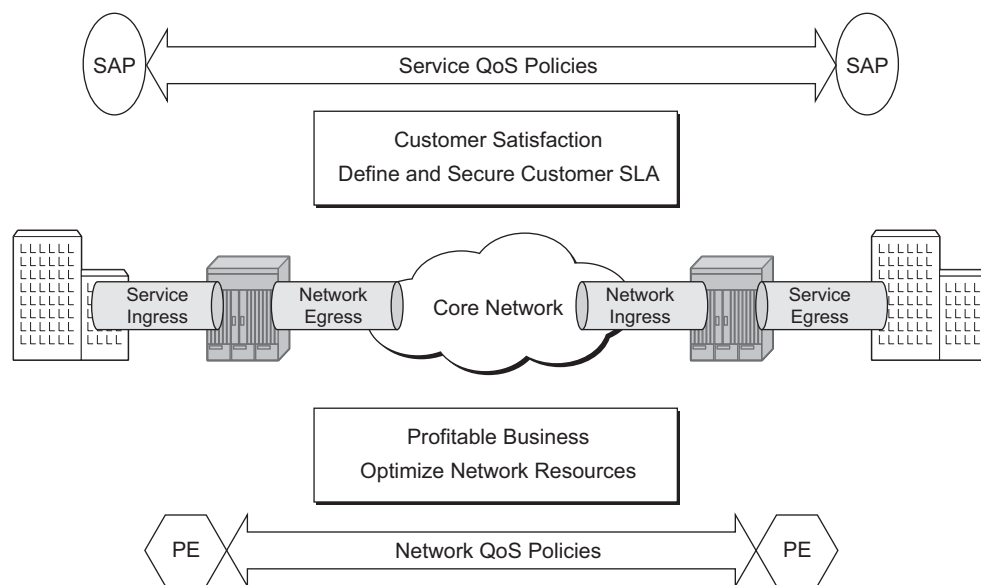 SAP
Service QoS Policies
SAP
Customer Satisfaction
Define and Secure Customer SLA
Service
Ingress
Network
Egress
Core Network
Network
Ingress
Service
Egress
Profitable Business
Optimize Network Resources
PE
Network QoS Policies
PE